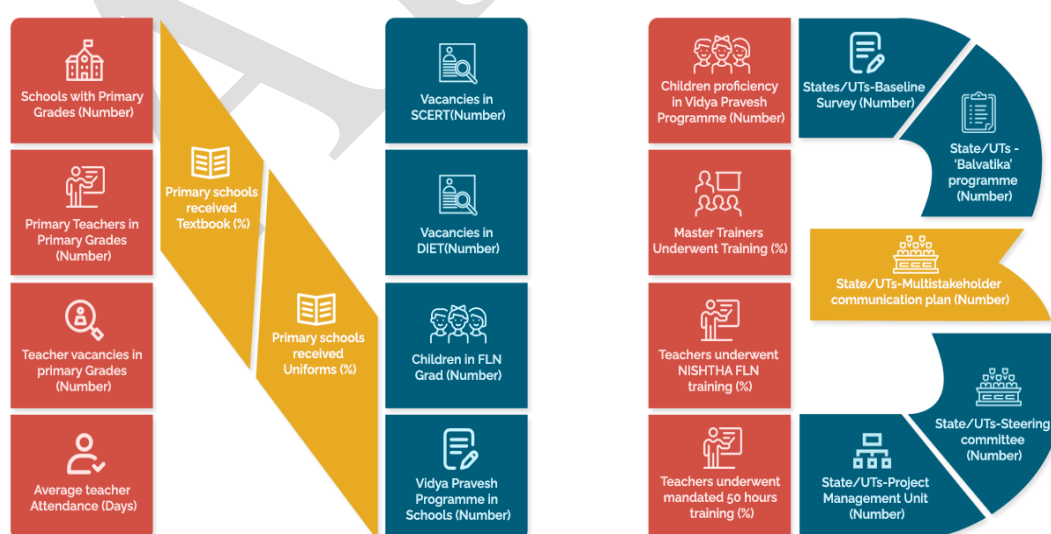 Schools with Primary
Grades (Number)
Primary Teachers in
Primary Grades
(Number)
Teacher vacancies in
primary Grades
(Number)
Average teacher
Attendance (Days)
Primary schools
received
Textbook (%)
Primary schools
received
Uniforms (%)
Vacancies in
SCERT(Number)
Vacancies in
DIET(Number)
Children in FLN
Grad (Number)
Vidya Pravesh
Programme in
Schools (Number)
Children proficiency
in Vidya Pravesh
Programme (Number)
Master Trainers
Underwent Training (%)
Teachers underwent
NISHTHA FLN
training (%)
Teachers underwent
mandated 50 hours
training (%)
States/UTs-Baseline
Survey (Number)
State/UTs -
'Balvatika'
programme
(Number)
State/UTs-Multistakeholder
communication plan (Number)
State/UTs-Steering
committee
(Number)
State/UTs-Project
Management Unit
(Number)